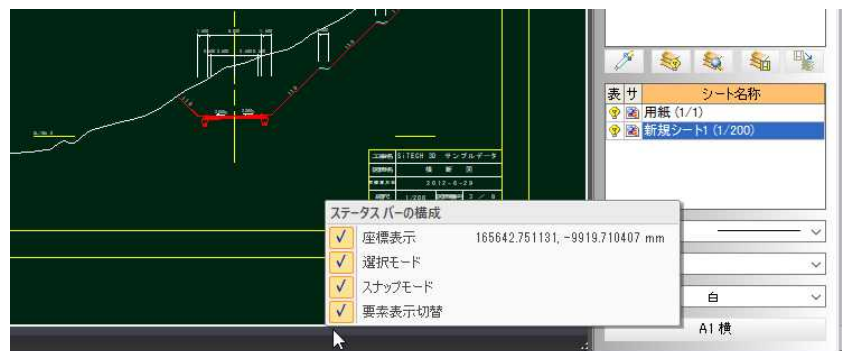 表 サ シート名称
用紙 (1/1)
新規シート1 (1/200)
SiTECH 3D サンプルデータ
横 断 図
2012-6-29
1/200
ステータス バーの構成
座標表示 165642.751131, -9919.710407 mm
選択モード
スナップモード
要素表示切替
白
A1 横